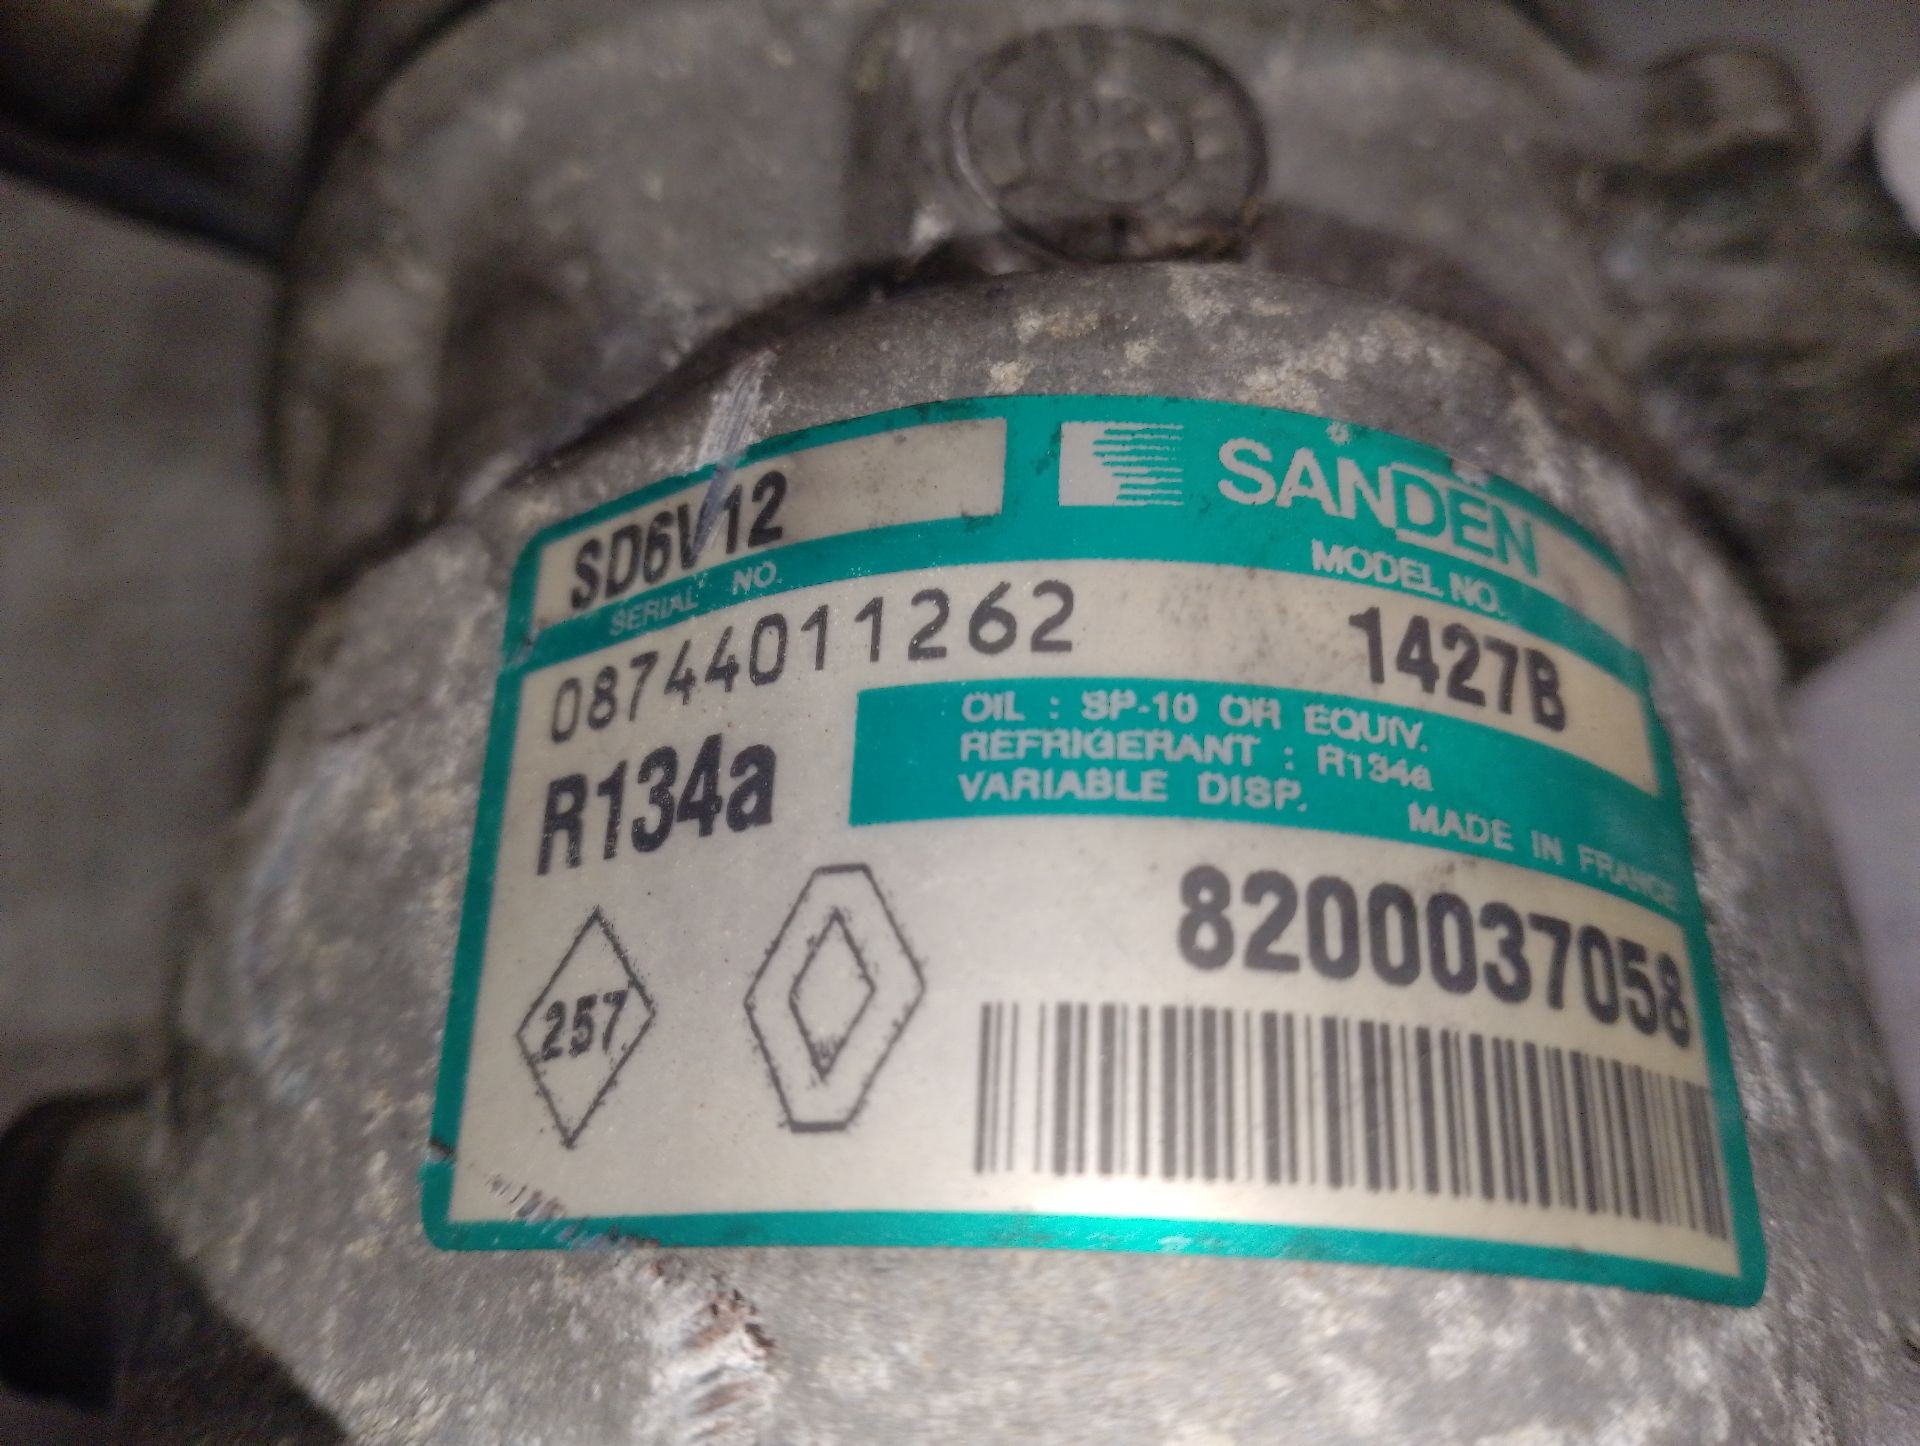 SD6V12
SANDEN
SERIAL NO.
MODEL NO.
08744011262
1427B
R134a
OIL : SP-10 OR EQUIV.
REFRIGERANT : R134a
VARIABLE DISP.
MADE IN FRANCE
8200037058
257